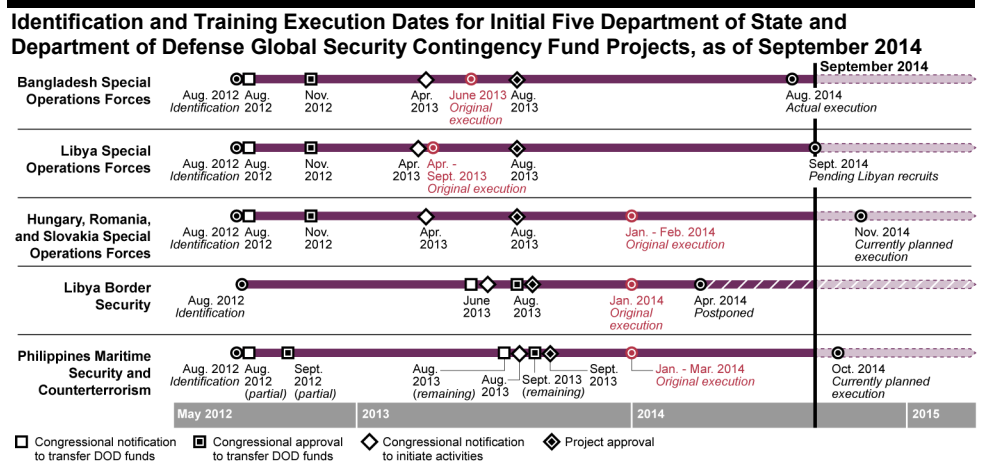 Identification and Training Execution Dates for Initial Five Department of State and
Department of Defense Global Security Contingency Fund Projects, as of September 2014
September 2014
Bangladesh Special
Operations Forces
Aug. 2012
Identification
Aug.
2012
Nov.
2012
Apr.
2013
June 2013
Original
execution
Aug.
2013
Aug. 2014
Actual execution
Libya Special
Operations Forces
Aug. 2012
Identification
Aug.
2012
Nov.
2012
Apr.
2013
Apr. -
Sept. 2013
Original execution
Aug.
2013
Sept. 2014
Pending Libyan recruits
Hungary, Romania,
and Slovakia Special
Operations Forces
Aug. 2012
Identification
Aug.
2012
Nov.
2012
Apr.
2013
Aug.
2013
Jan. - Feb. 2014
Original execution
Nov. 2014
Currently planned
execution
Libya Border
Security
Aug. 2012
Identification
June
2013
Aug.
2013
Jan. 2014
Original
execution
Apr. 2014
Postponed
Philippines Maritime
Security and
Counterterrorism
Aug. 2012
Identification
Aug.
2012
(partial)
Sept.
2012
(partial)
Aug.
2013
(remaining)
Aug.
2013
Sept. 2013
(remaining)
Sept.
2013
Jan. - Mar. 2014
Original execution
Oct. 2014
Currently planned
execution
May 2012
2013
2014
2015
Congressional notification
to transfer DOD funds
Congressional approval
to transfer DOD funds
Congressional notification
to initiate activities
Project approval